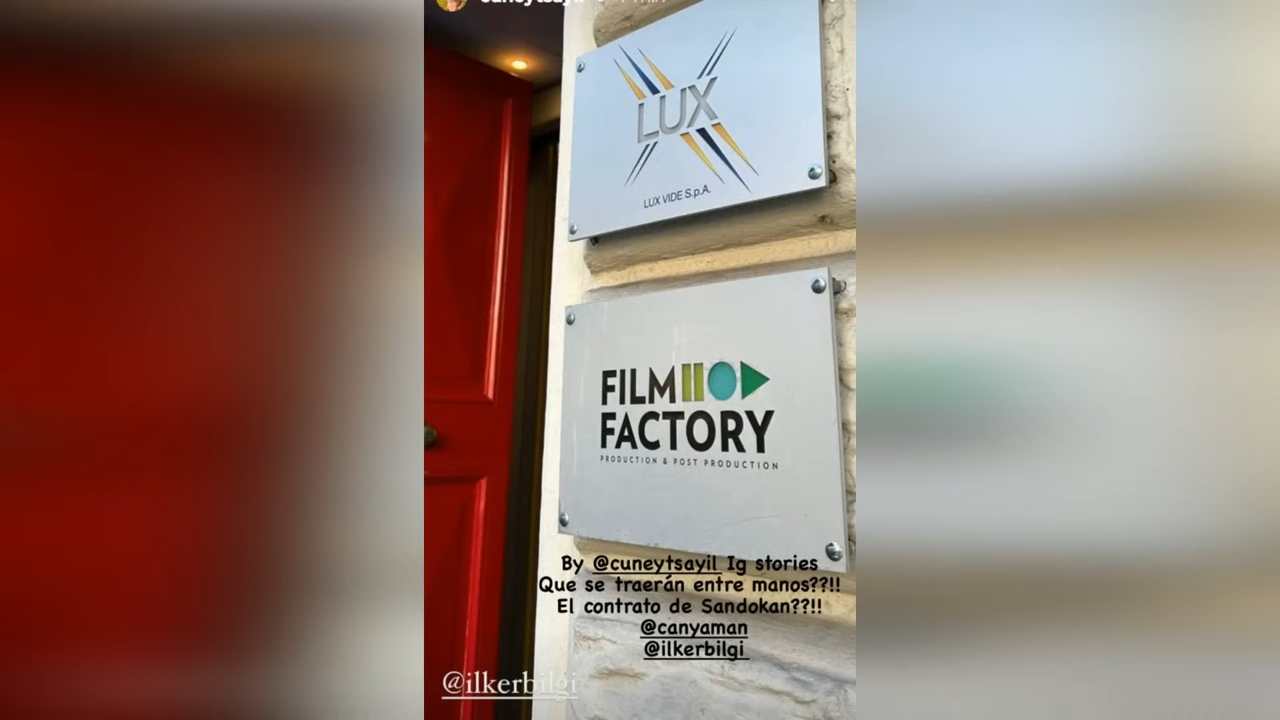 LUX
LUX VIDE S.p.A.
FILM
FACTORY
PRODUCTION & POST PRODUCTION
By @cuneytsayil Ig stories
Que se traerán entre manos??!!
El contrato de Sandokan??!!
@canyaman
@ilkerbilgi
@ilkerbilgi